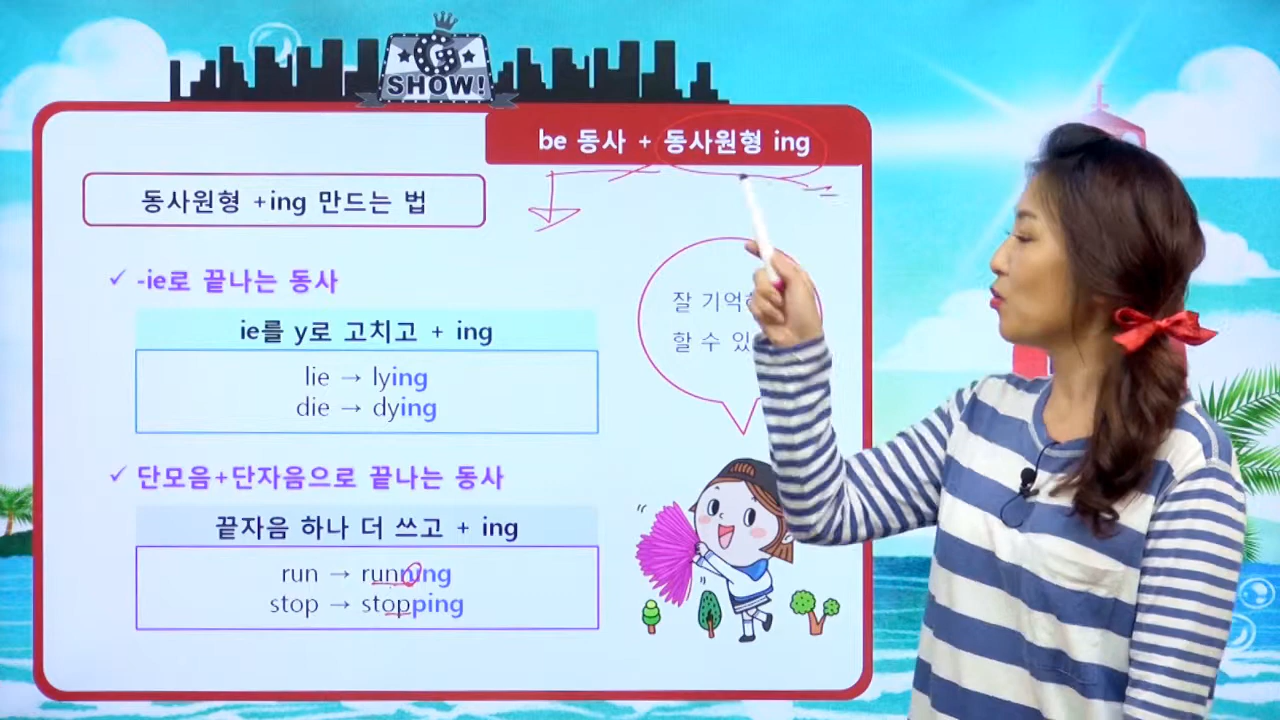 G
SHOW!
be 동사 + 동사원형 ing
동사원형 +ing 만드는 법
✓ -ie로 끝나는 동사
ie를 y로 고치고 + ing
lie → lying
die → dying
✓ 단모음+단자음으로 끝나는 동사
끝자음 하나 더 쓰고 + ing
run → running
stop → stopping
잘
할 수